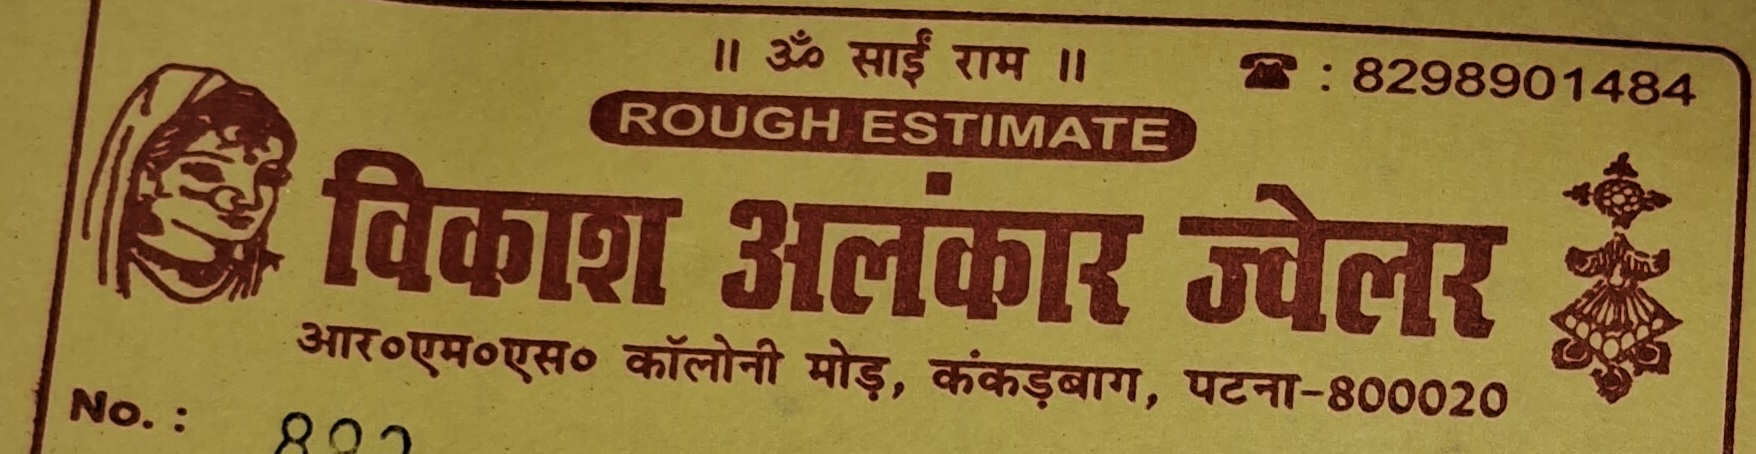 ॥ ॐ साईं राम ॥
☎ : 8298901484
ROUGH ESTIMATE
विकाश अलंकार ज्वेलर
आर०एम०एस० कॉलोनी मोड़, कंकड़बाग, पटना-800020
No. :